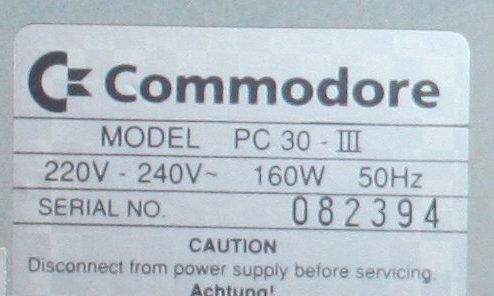 Commodore
MODEL PC 30 - III
220V - 240V~ 160W 50Hz
SERIAL NO. 082394
CAUTION
Disconnect from power supply before servicing.
Achtung!